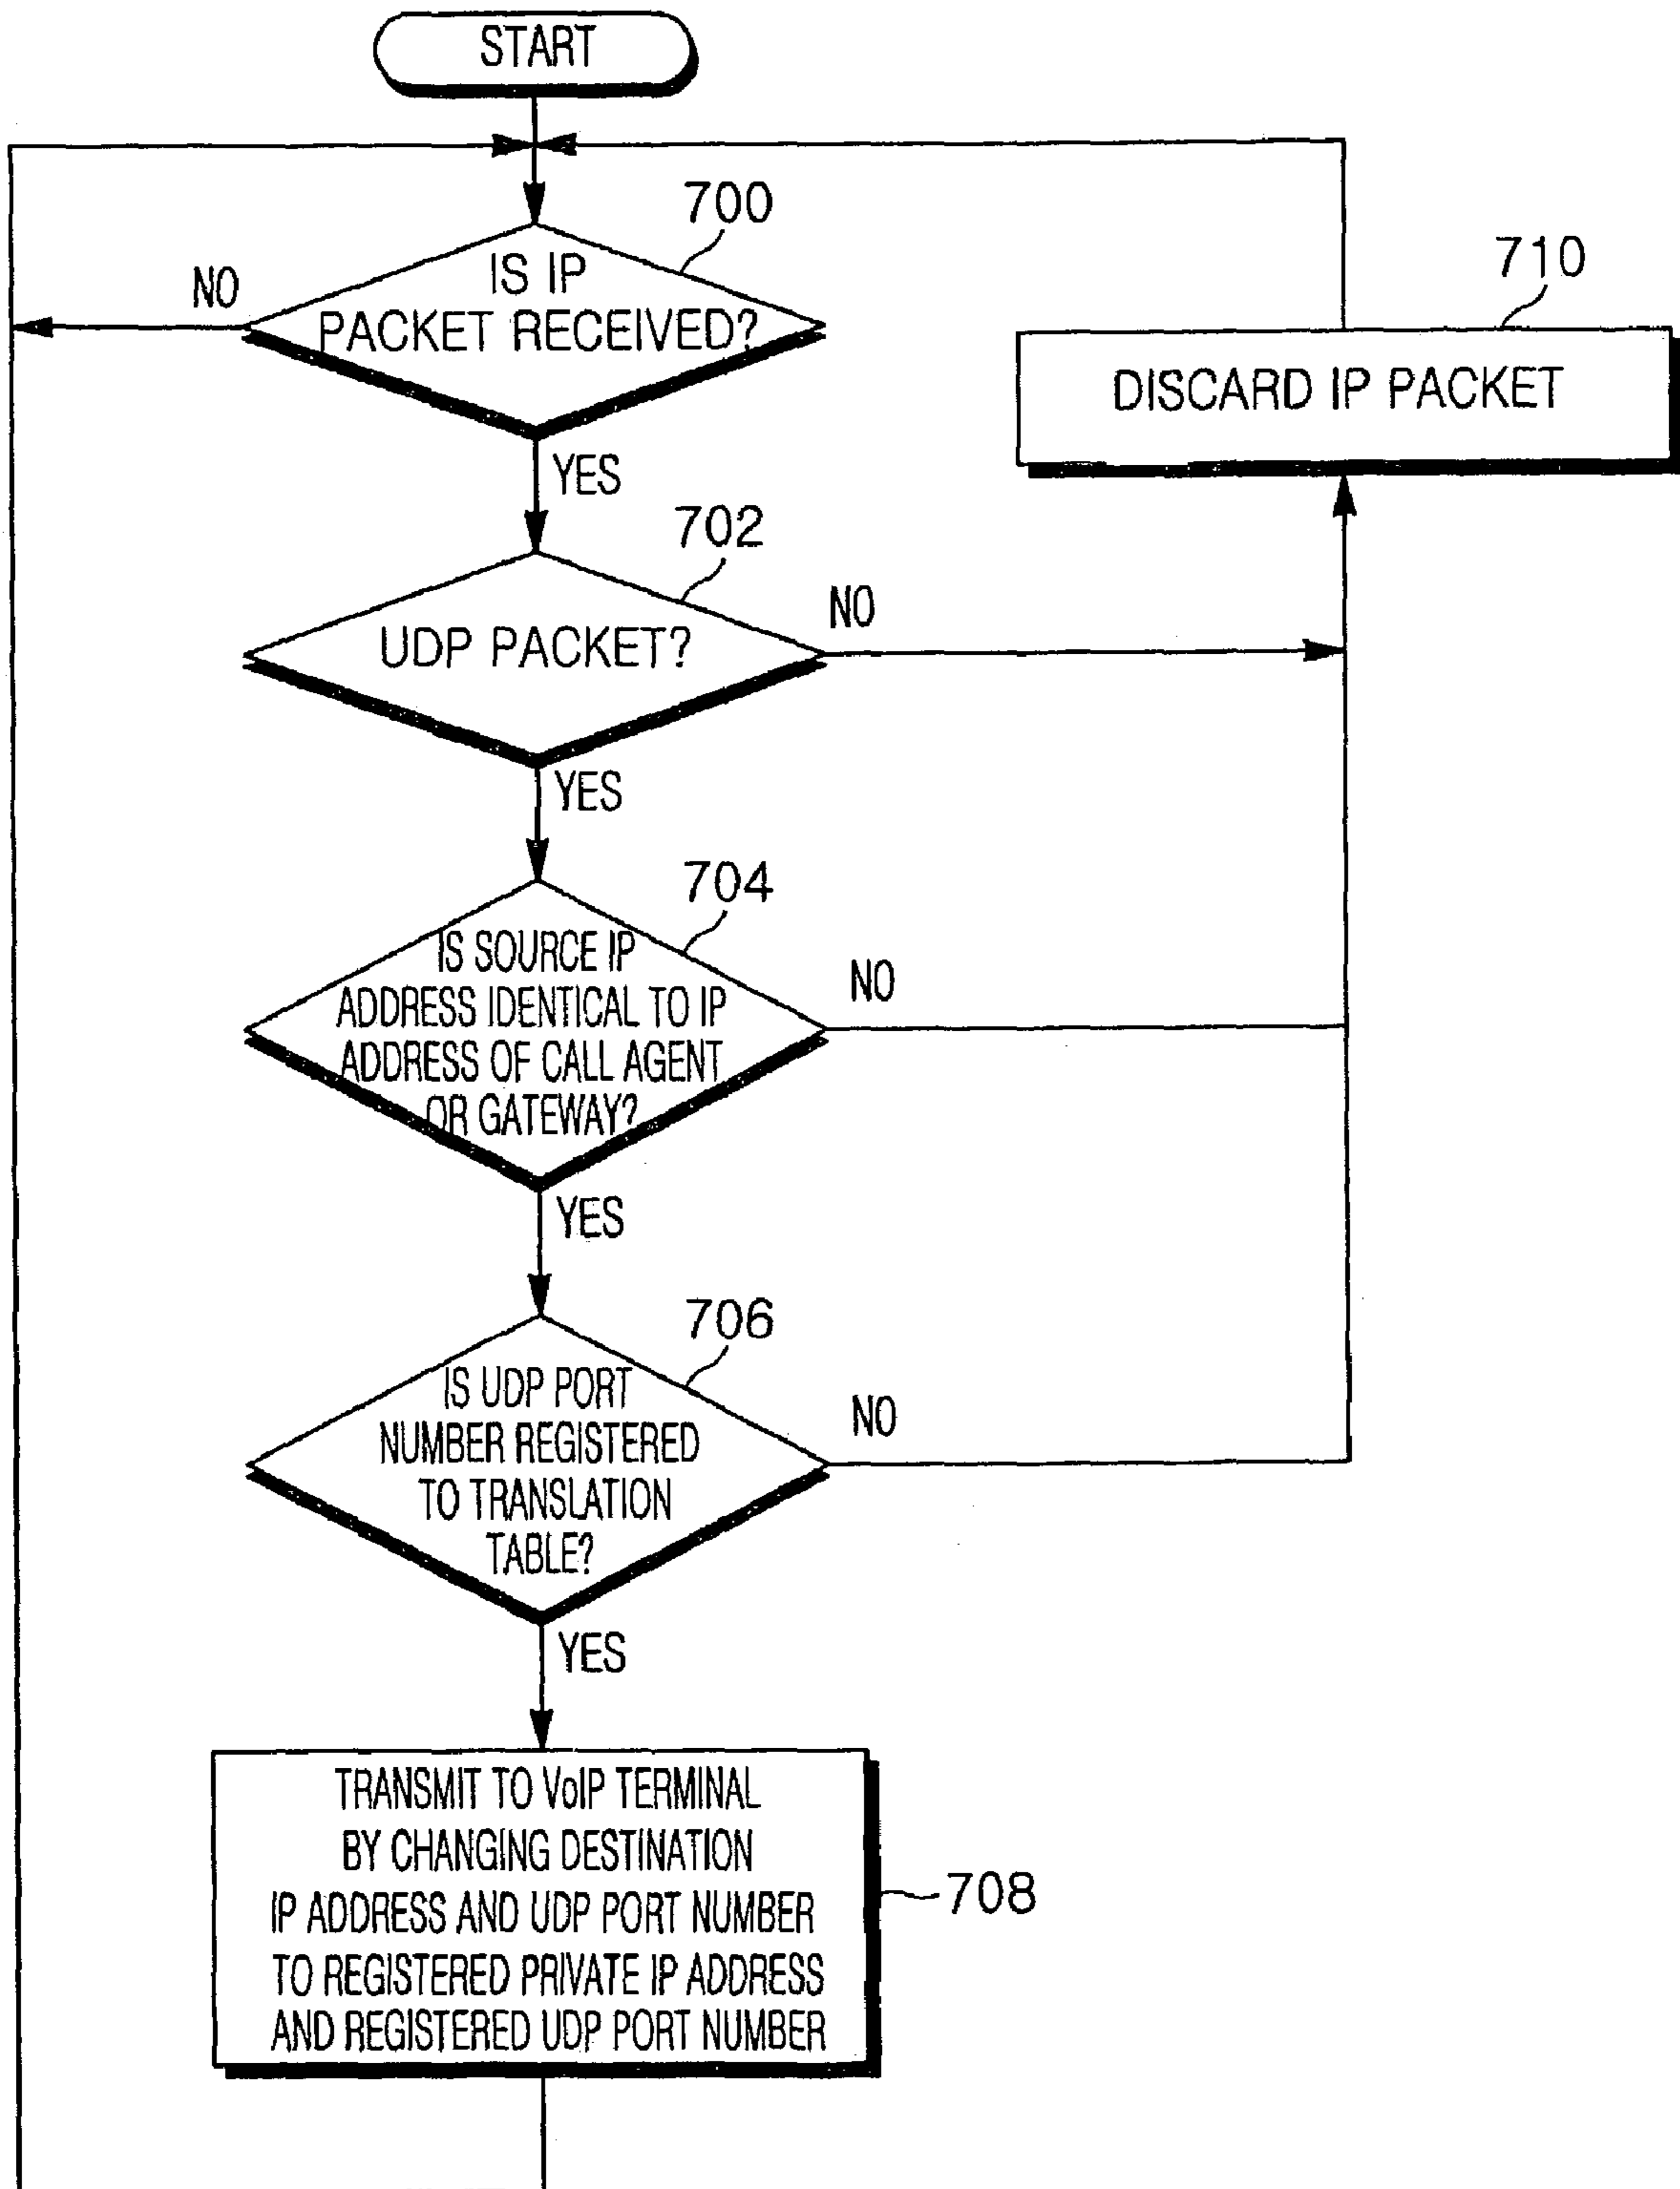 START
700
IS IP
PACKET RECEIVED?
NO
710
DISCARD IP PACKET
YES
702
UDP PACKET?
NO
YES
704
IS SOURCE IP
ADDRESS IDENTICAL TO IP
ADDRESS OF CALL AGENT
OR GATEWAY?
NO
YES
706
IS UDP PORT
NUMBER REGISTERED
TO TRANSLATION
TABLE?
NO
YES
TRANSMIT TO VoIP TERMINAL
BY CHANGING DESTINATION
IP ADDRESS AND UDP PORT NUMBER
TO REGISTERED PRIVATE IP ADDRESS
AND REGISTERED UDP PORT NUMBER
708